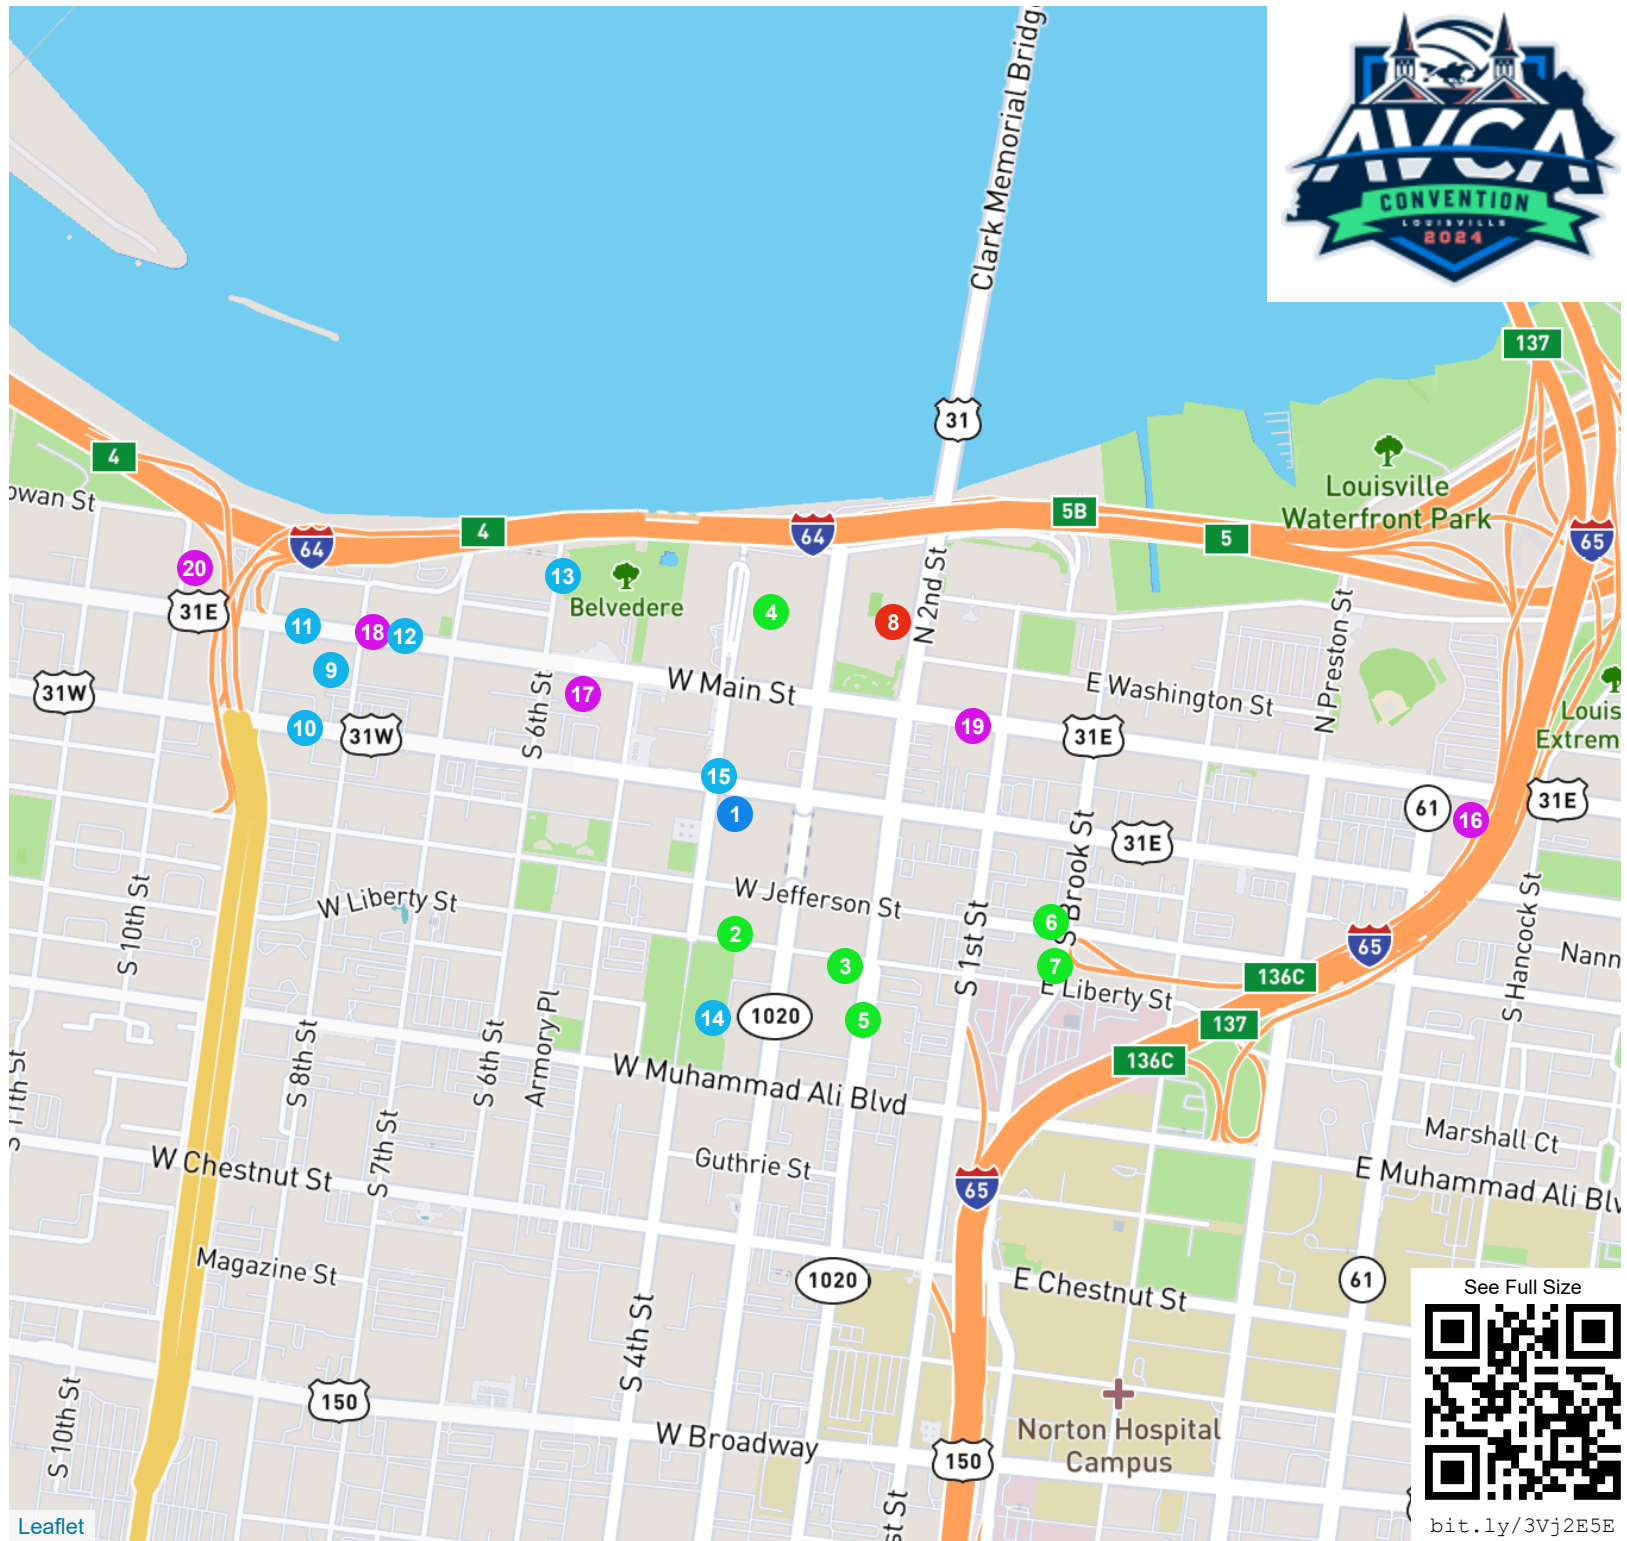 Clark Memorial Bridge
AVCA
CONVENTION
LOUISVILLE
2024
137
31
4
owan St
Louisville
Waterfront Park
5B
64
4
64
5
65
20
31E
13
Belvedere
4
8
N 2nd St
11
18
12
9
N Preston St
31W
10
31W
S 6th St
17
W Main St
E Washington St
19
31E
Louis
Extrem
15
1
61
16
31E
31E
S Brook St
W Liberty St
W Jefferson St
S 10th St
2
3
6
7
S 1st St
65
S Hancock St
Nann
136C
E Liberty St
14
1020
5
137
136C
S 8th St
S 6th St
Armory Pl
S 11th St
W Muhammad Ali Blvd
S 7th St
W Chestnut St
Guthrie St
Marshall Ct
65
E Muhammad Ali Blv
Magazine St
1020
E Chestnut St
61
S 4th St
See Full Size
150
S 10th St
W Broadway
Norton Hospital
Campus
150
st St
Leaflet
bit.ly/3Vj2E5E